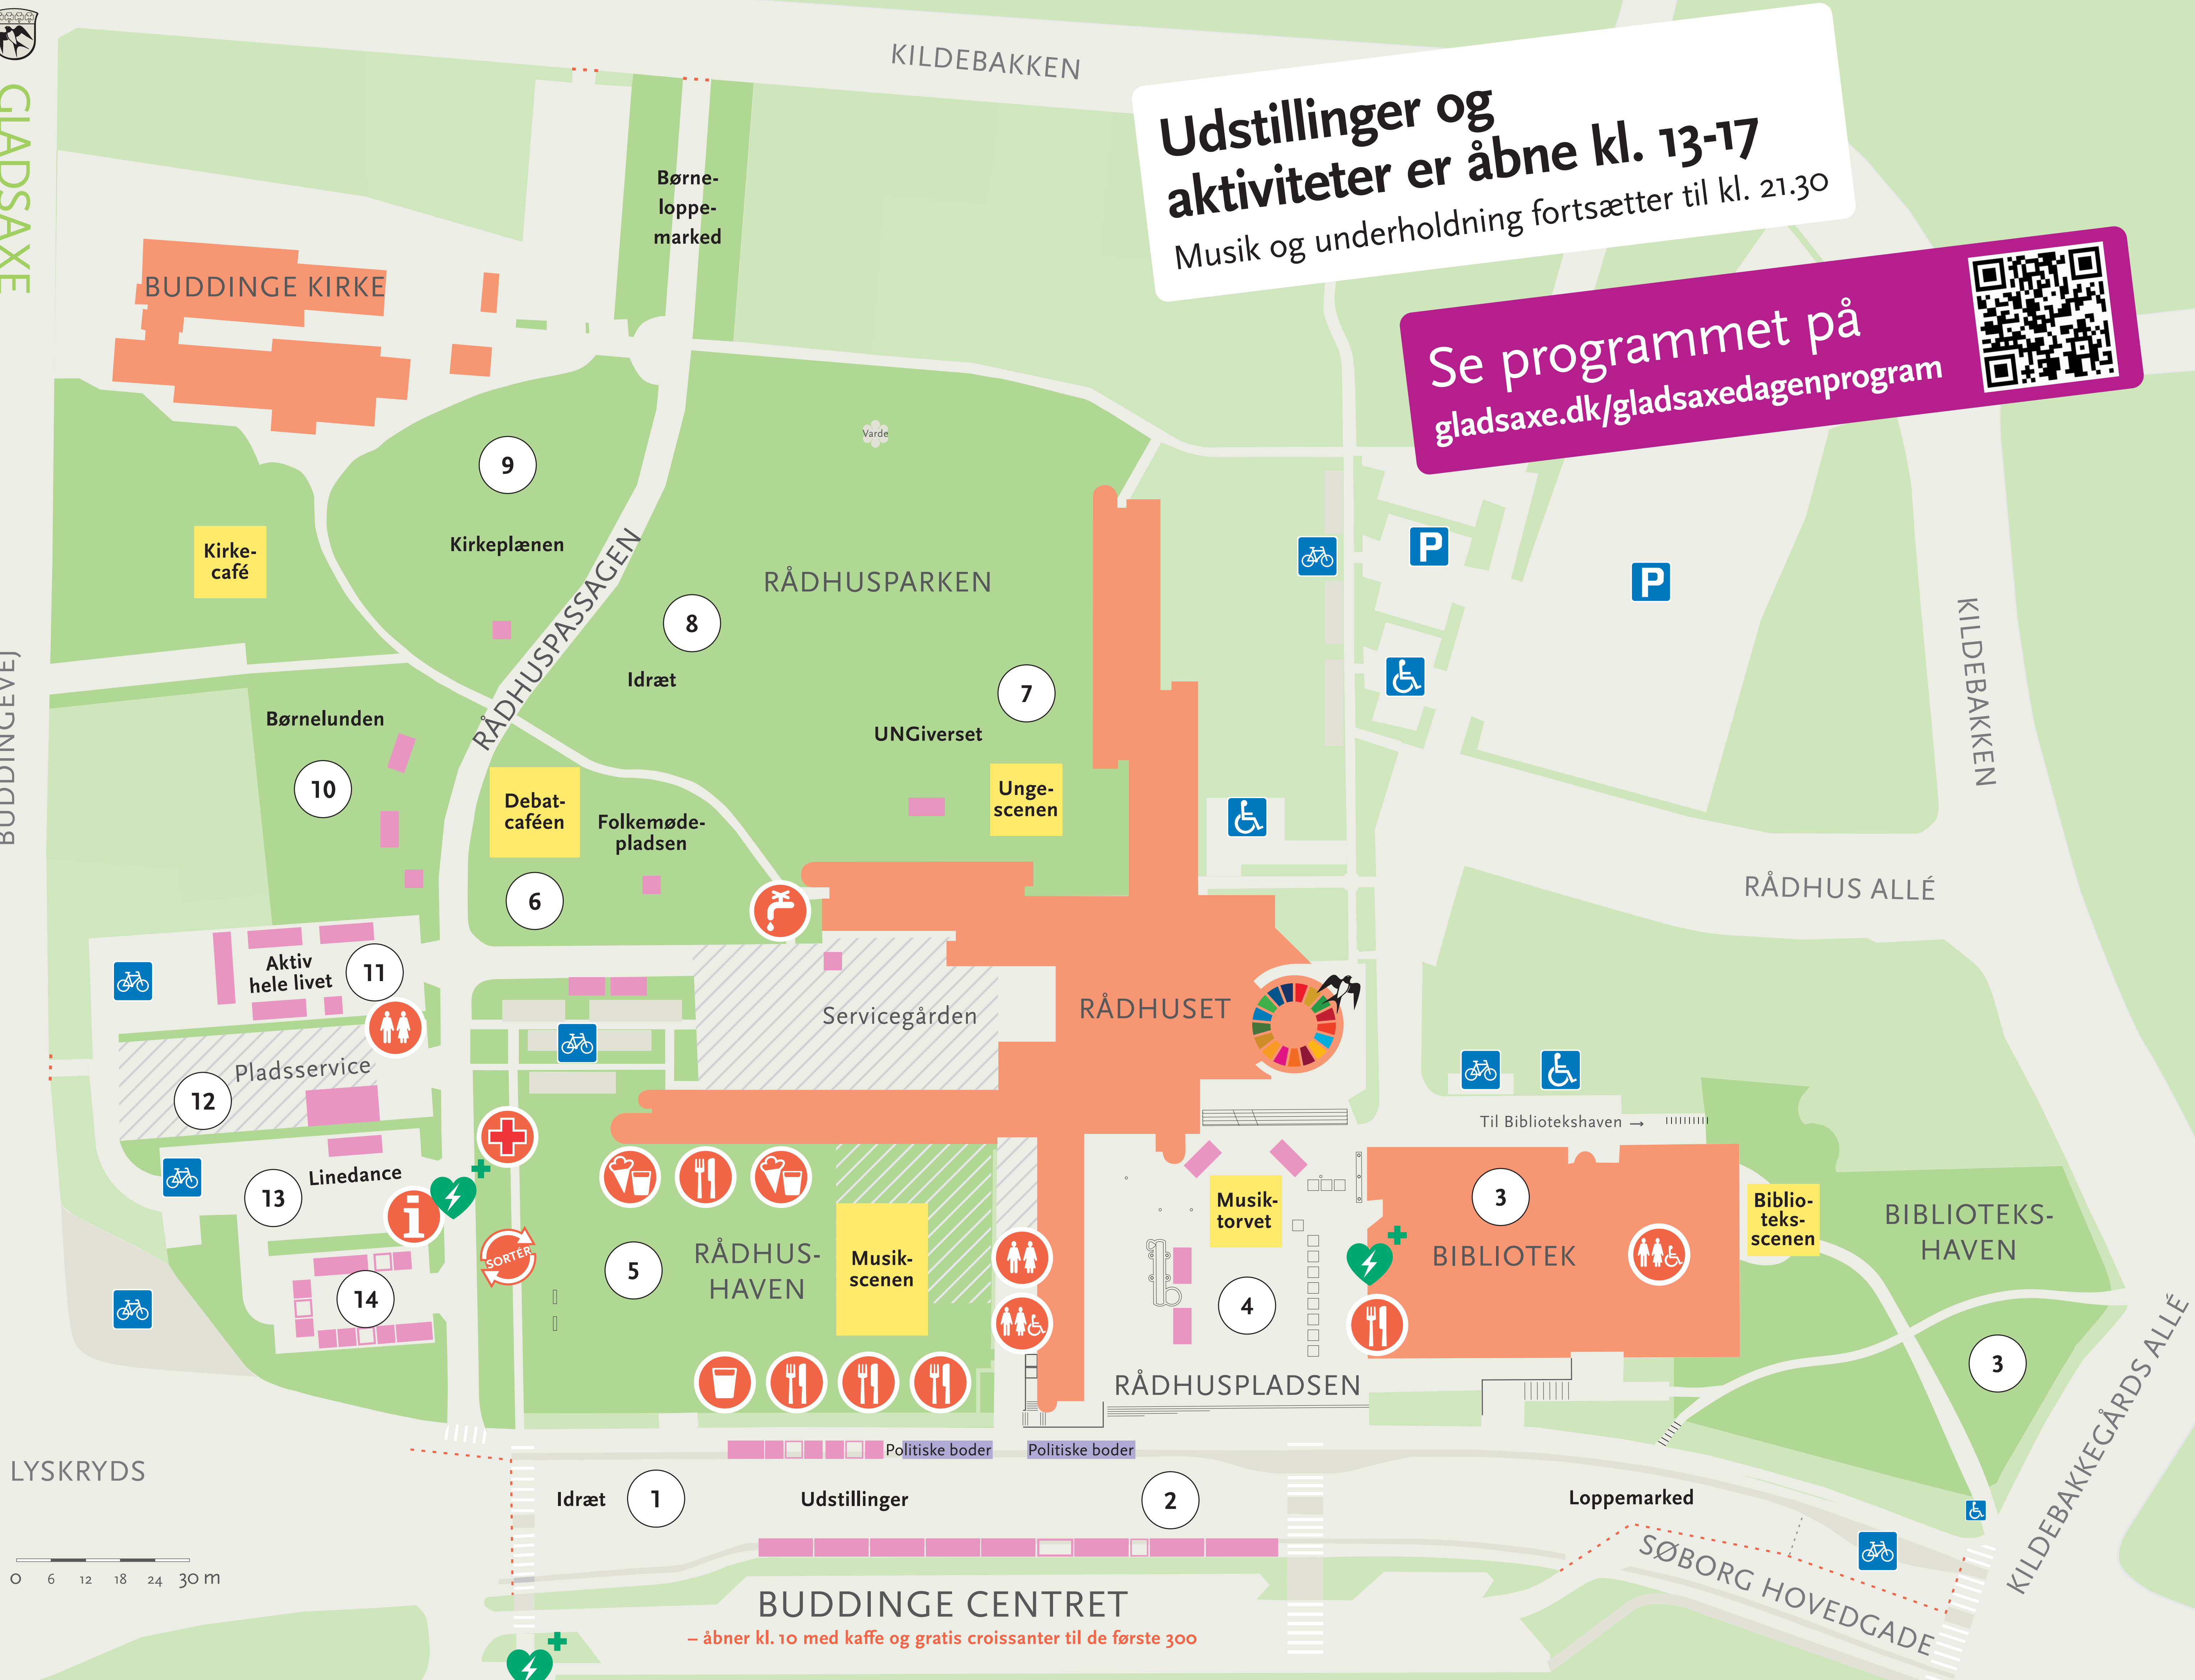 GLADSAXE
KILDEBAKKEN
Udstillinger og
aktiviteter er åbne kl. 13-17
Musik og underholdning fortsætter til kl. 21.30
Se programmet på
gladsaxe.dk/gladsaxedagenprogram
Børne-
loppe-
marked
BUDDINGE KIRKE
Varde
9
Kirkeplænen
Kirke-
café
RÅDHUSPASSAGEN
RÅDHUSPARKEN
8
Idræt
7
UNGiverset
Unge-
scenen
P
P
KILDEBAKKEN
BUDDINGEVEJ
Børnelunden
10
Debat-
caféen
Folkemøde-
pladsen
6
RÅDHUS ALLÉ
Aktiv
hele livet
11
Servicegården
RÅDHUSET
Pladsservice
12
Til Bibliotekshaven →
Linedance
13
i
SORTÉR
14
5
RÅDHUS-
HAVEN
Musik-
scenen
Musik-
torvet
4
3
BIBLIOTEK
Biblio-
teks-
scenen
BIBLIOTEKS-
HAVEN
3
RÅDHUSPLADSEN
KILDEBAKKEGÅRDS ALLÉ
Politiske boder
Politiske boder
LYSKRYDS
Idræt
1
Udstillinger
2
Loppemarked
SØBORG HOVEDGADE
0 6 12 18 24 30 m
BUDDINGE CENTRET
– åbner kl. 10 med kaffe og gratis croissanter til de første 300